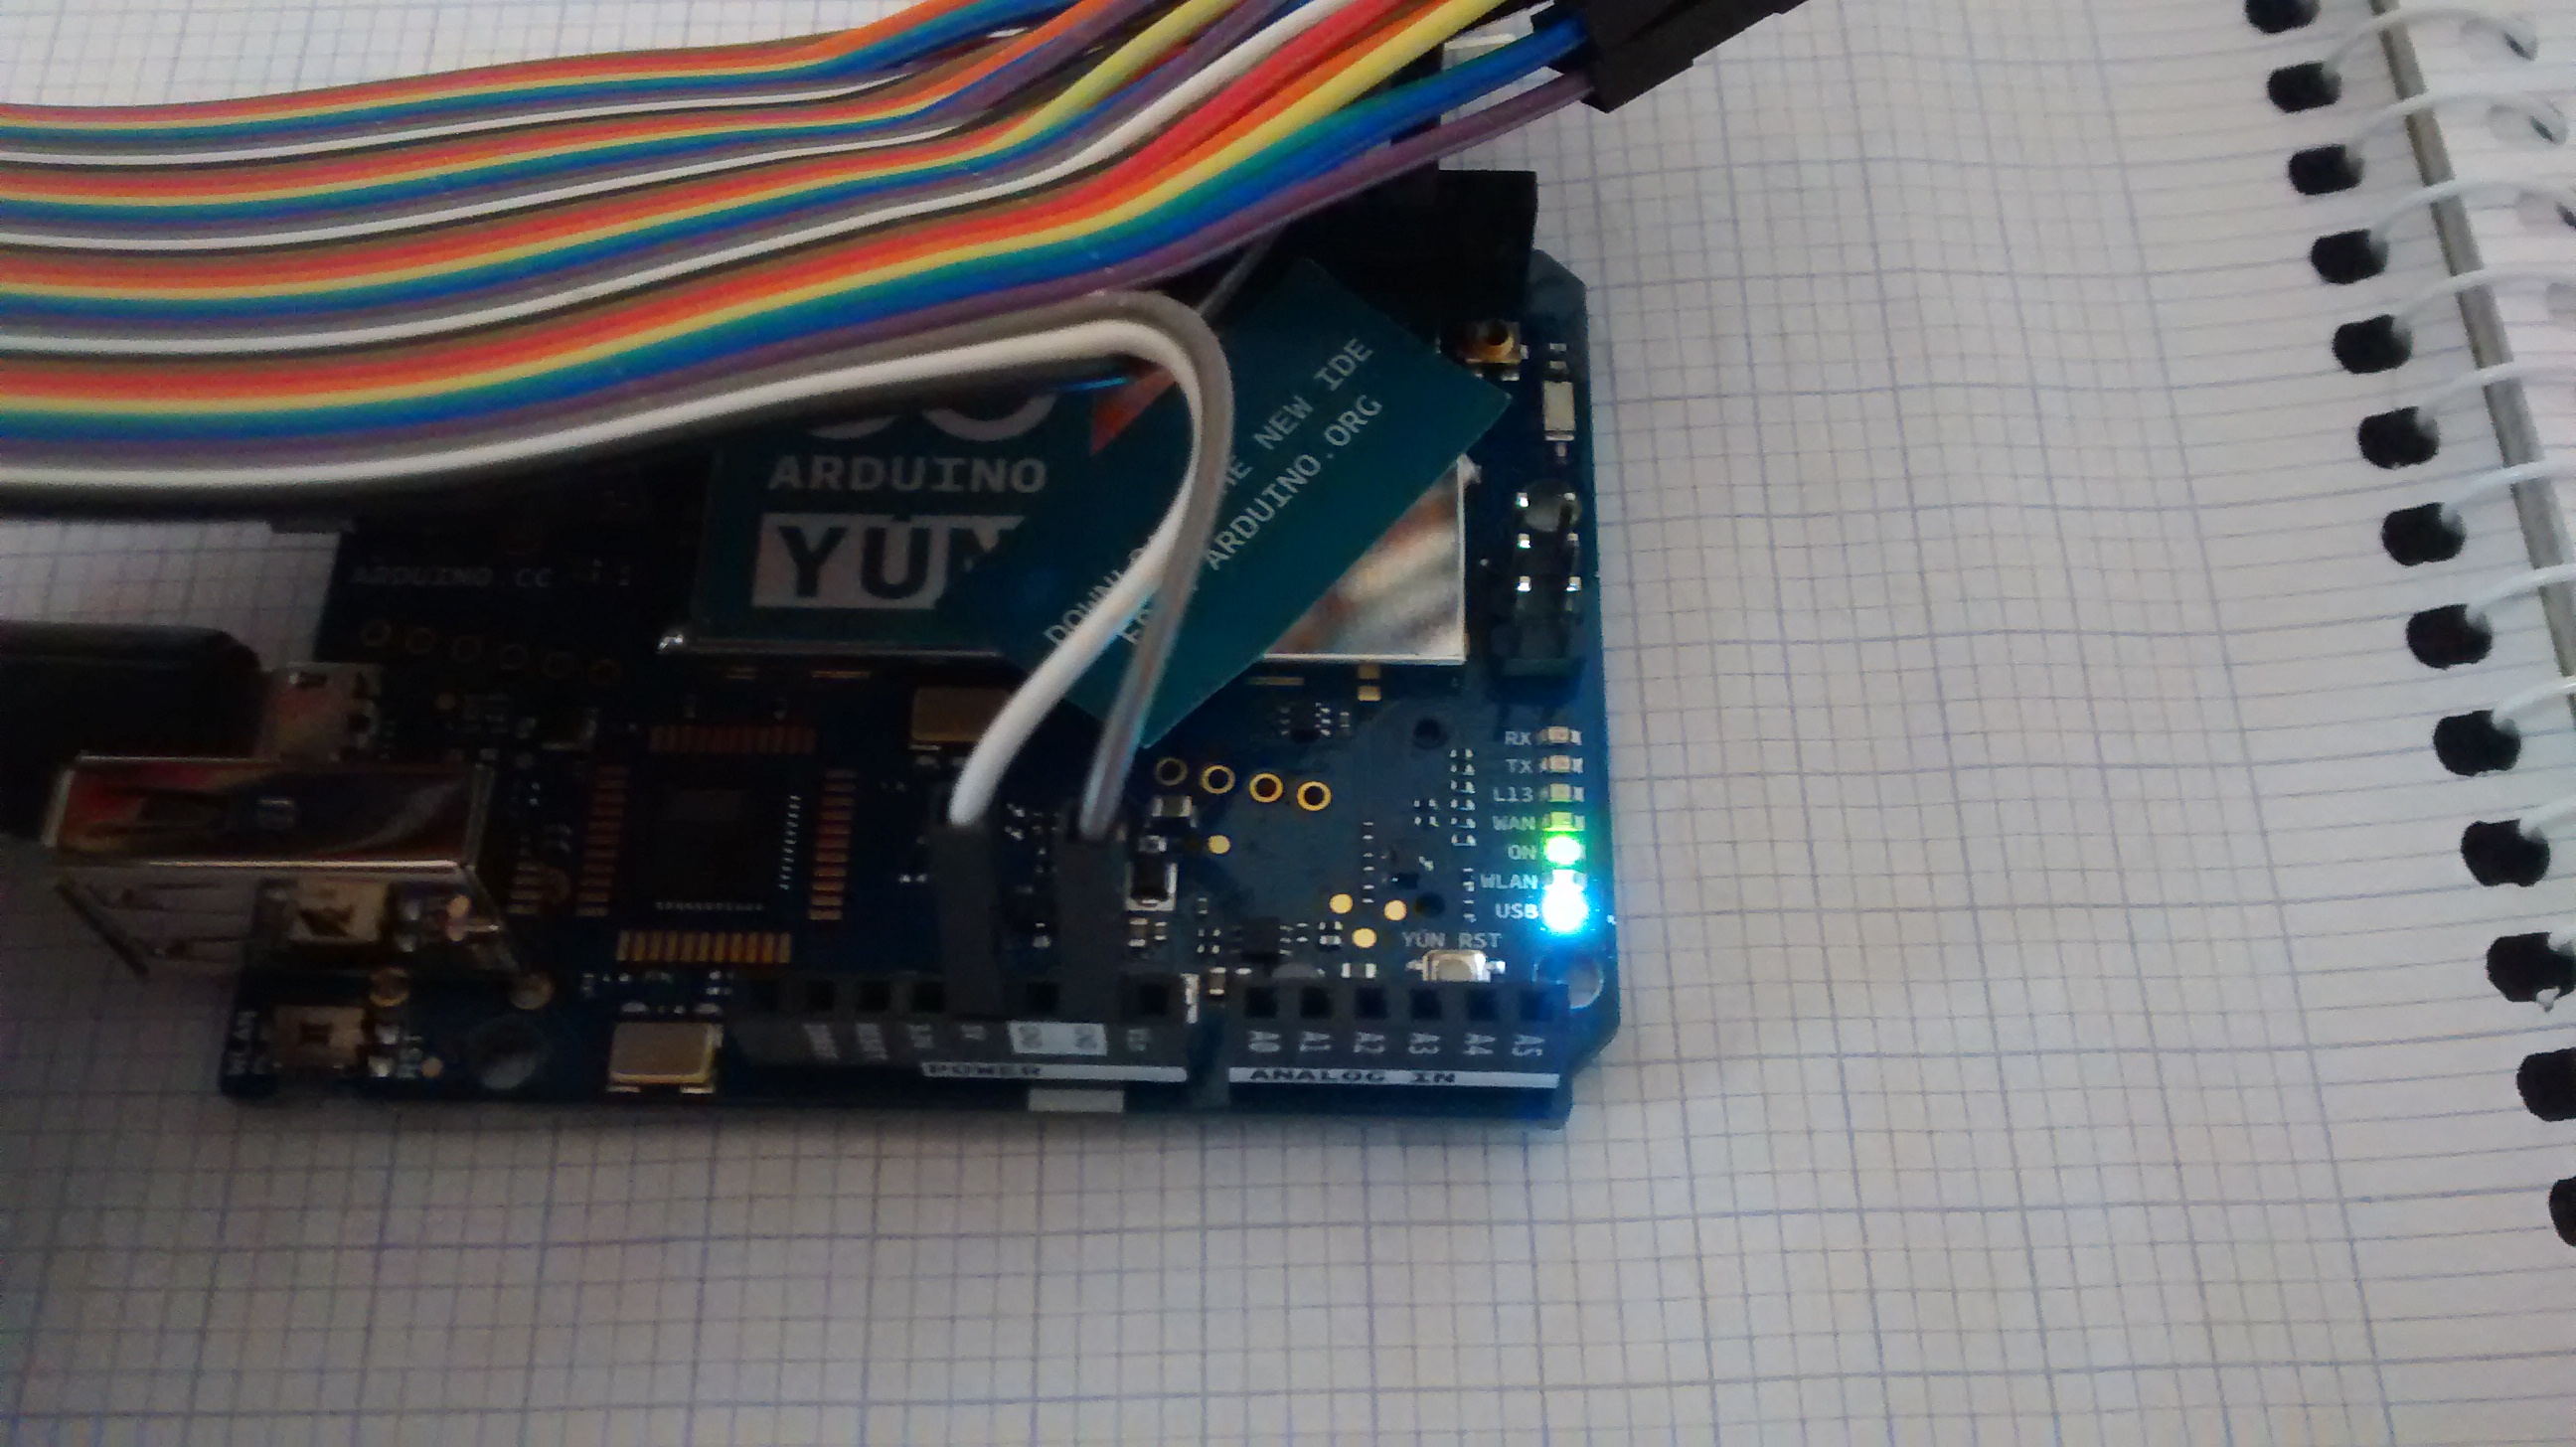 ARDUINO
YÚN
NEW IDE
ARDUINO.ORG
ARDUINO.CC
RX
TX
L13
WAN
ON
WLAN
USB
YÚN RST
A0 A1 A2 A3 A4 A5
POWER
ANALOG IN